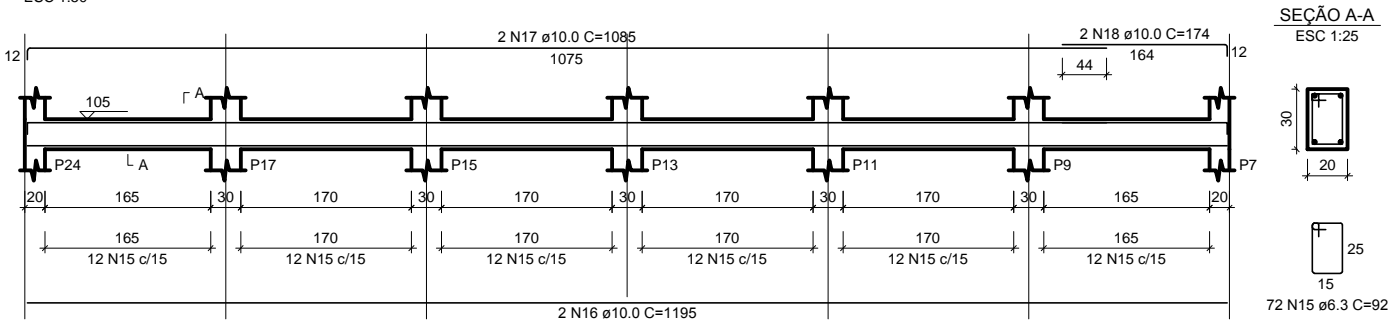 SEÇÃO A-A
ESC 1:25
2 N17 ø10.0 C=1085
2 N18 ø10.0 C=174
12
1075
164
12
44
A
105
30
A
P24
P17
P15
P13
P11
P9
P7
20
20
165
30
170
30
170
30
170
30
170
30
165
20
165
170
170
170
170
165
12 N15 c/15
12 N15 c/15
12 N15 c/15
12 N15 c/15
12 N15 c/15
12 N15 c/15
25
15
72 N15 ø6.3 C=92
2 N16 ø10.0 C=1195